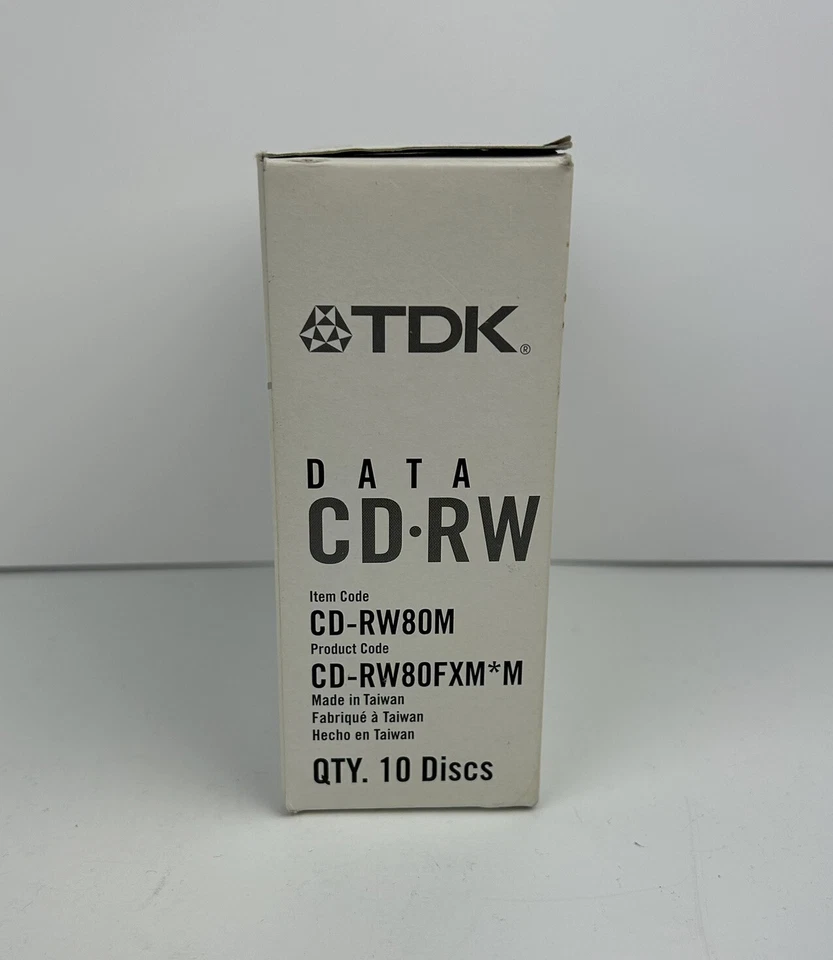 TDK®
DATA
CD•RW
Item Code
CD-RW80M
Product Code
CD-RW80FXM*M
Made in Taiwan
Fabriqué à Taiwan
Hecho en Taiwan
QTY. 10 Discs